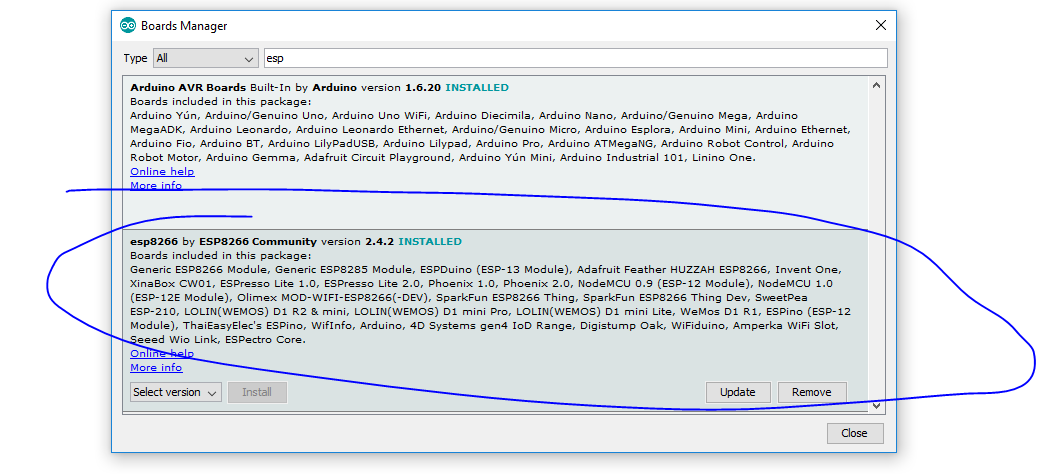 Boards Manager
Type All esp
Arduino AVR Boards Built-In by Arduino version 1.6.20 INSTALLED
Boards included in this package:
Arduino Yún, Arduino/Genuino Uno, Arduino Uno WiFi, Arduino Diecimila, Arduino Nano, Arduino/Genuino Mega, Arduino
MegaADK, Arduino Leonardo, Arduino Leonardo Ethernet, Arduino/Genuino Micro, Arduino Esplora, Arduino Mini, Arduino Ethernet,
Arduino Fio, Arduino BT, Arduino LilyPadUSB, Arduino Lilypad, Arduino Pro, Arduino ATMegaNG, Arduino Robot Control, Arduino
Robot Motor, Arduino Gemma, Adafruit Circuit Playground, Arduino Yún Mini, Arduino Industrial 101, Linino One.
Online help
More info
esp8266 by ESP8266 Community version 2.4.2 INSTALLED
Boards included in this package:
Generic ESP8266 Module, Generic ESP8285 Module, ESPDuino (ESP-13 Module), Adafruit Feather HUZZAH ESP8266, Invent One,
XinaBox CW01, ESPresso Lite 1.0, ESPresso Lite 2.0, Phoenix 1.0, Phoenix 2.0, NodeMCU 0.9 (ESP-12 Module), NodeMCU 1.0
(ESP-12E Module), Olimex MOD-WIFI-ESP8266(-DEV), SparkFun ESP8266 Thing, SparkFun ESP8266 Thing Dev, SweetPea
ESP-210, LOLIN(WEMOS) D1 R2 & mini, LOLIN(WEMOS) D1 mini Pro, LOLIN(WEMOS) D1 mini Lite, WeMos D1 R1, ESPino (ESP-12
Module), ThaiEasyElec's ESPino, WifInfo, Arduino, 4D Systems gen4 IoD Range, Digistump Oak, WiFiduino, Amperka WiFi Slot,
Seeed Wio Link, ESPectro Core.
Online help
More info
Select version Install Update Remove
Close